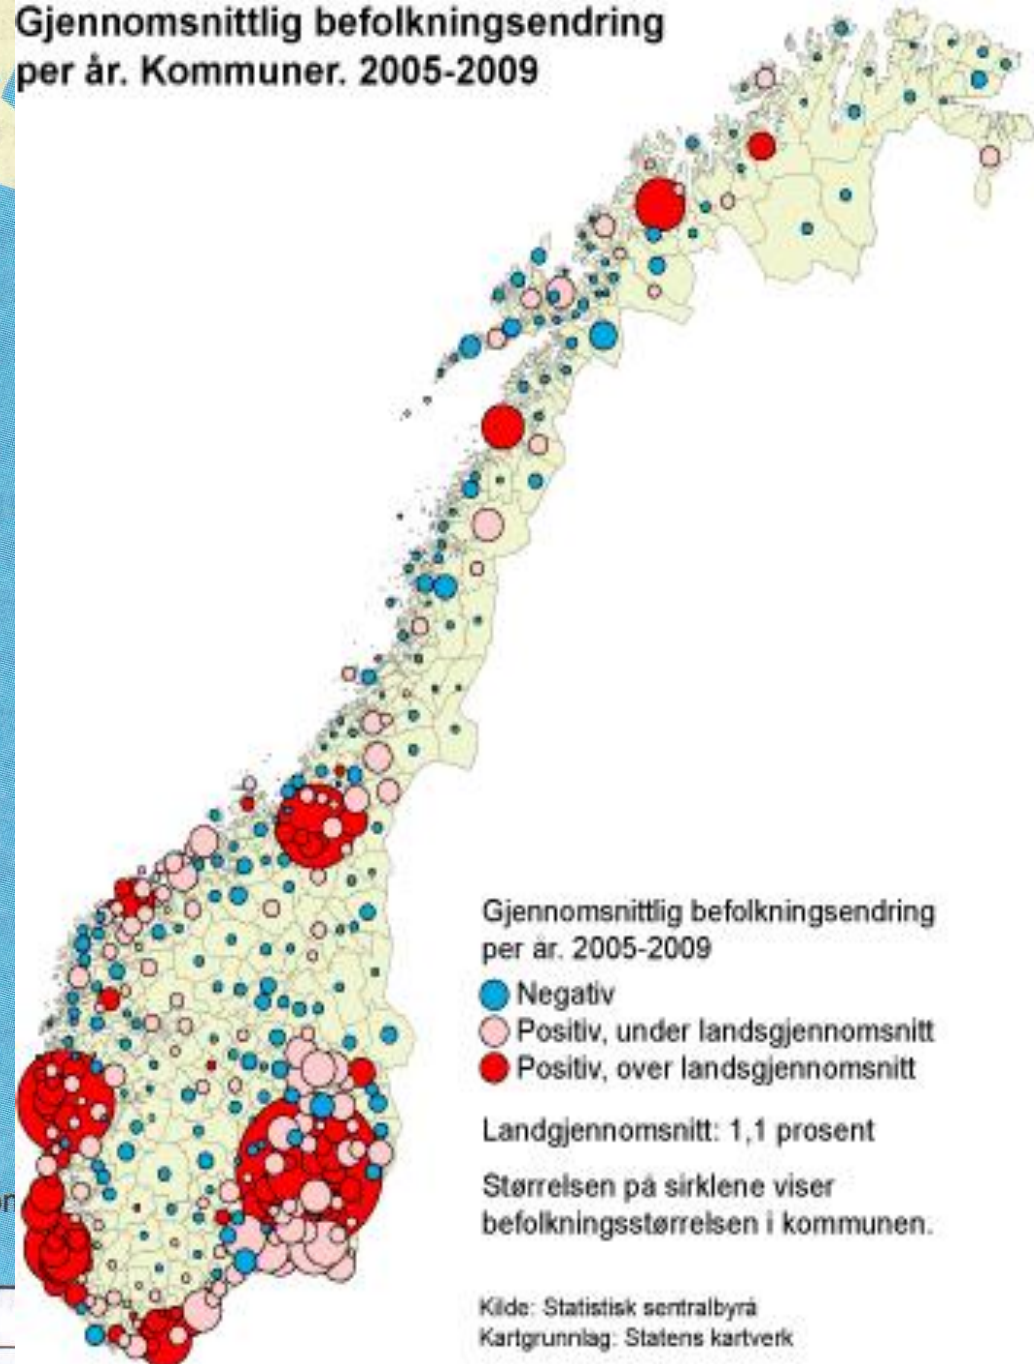 Gjennomsnittlig befolkningsendring
per år. Kommuner. 2005-2009
Gjennomsnittlig befolkningsendring
per år. 2005-2009
Negativ
Positiv, under landsgjennomsnitt
Positiv, over landsgjennomsnitt
Landgjennomsnitt: 1,1 prosent
Størrelsen på sirklene viser
befolkningsstørrelsen i kommunen.
Kilde: Statistisk sentralbyrå
Kartgrunnlag: Statens kartverk